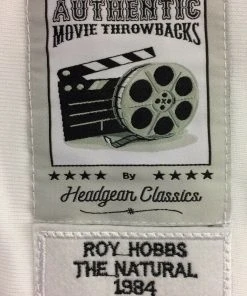 AUTHENTIC
MOVIE THROWBACKS
By
Headgear Classics
ROY HOBBS
THE NATURAL
1984